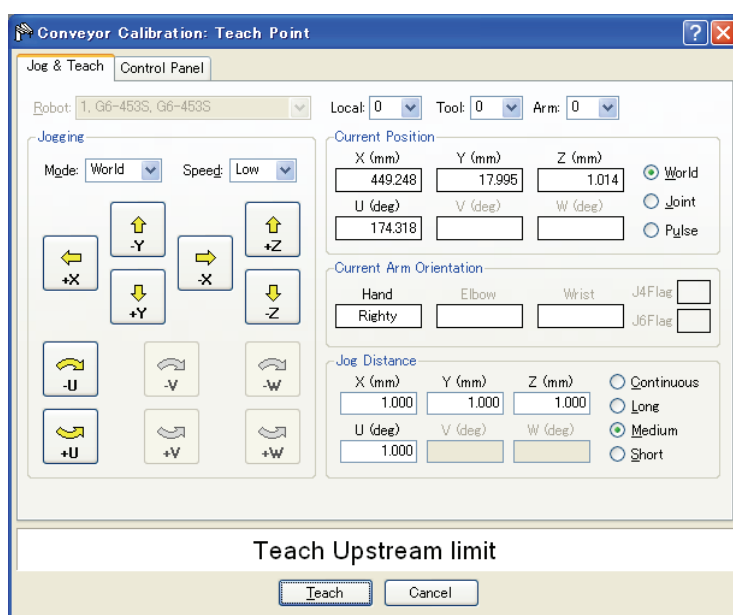 Conveyor Calibration: Teach Point
Jog & Teach Control Panel
Robot: 1, G6-453S, G6-453S Local: 0 Tool: 0 Arm: 0
Jogging
Mode: World Speed: Low
-Y +Z
+X -X
+Y -Z
-U -V -W
+U +V +W
Current Position
X (mm) Y (mm) Z (mm)
449.248 17.995 1.014
U (deg) V (deg) W (deg)
174.318
World
Joint
Pulse
Current Arm Orientation
Hand Elbow Wrist J4Flag
Righty J6Flag
Jog Distance
X (mm) Y (mm) Z (mm)
1.000 1.000 1.000
U (deg) V (deg) W (deg)
1.000
Continuous
Long
Medium
Short
Teach Upstream limit
Teach Cancel